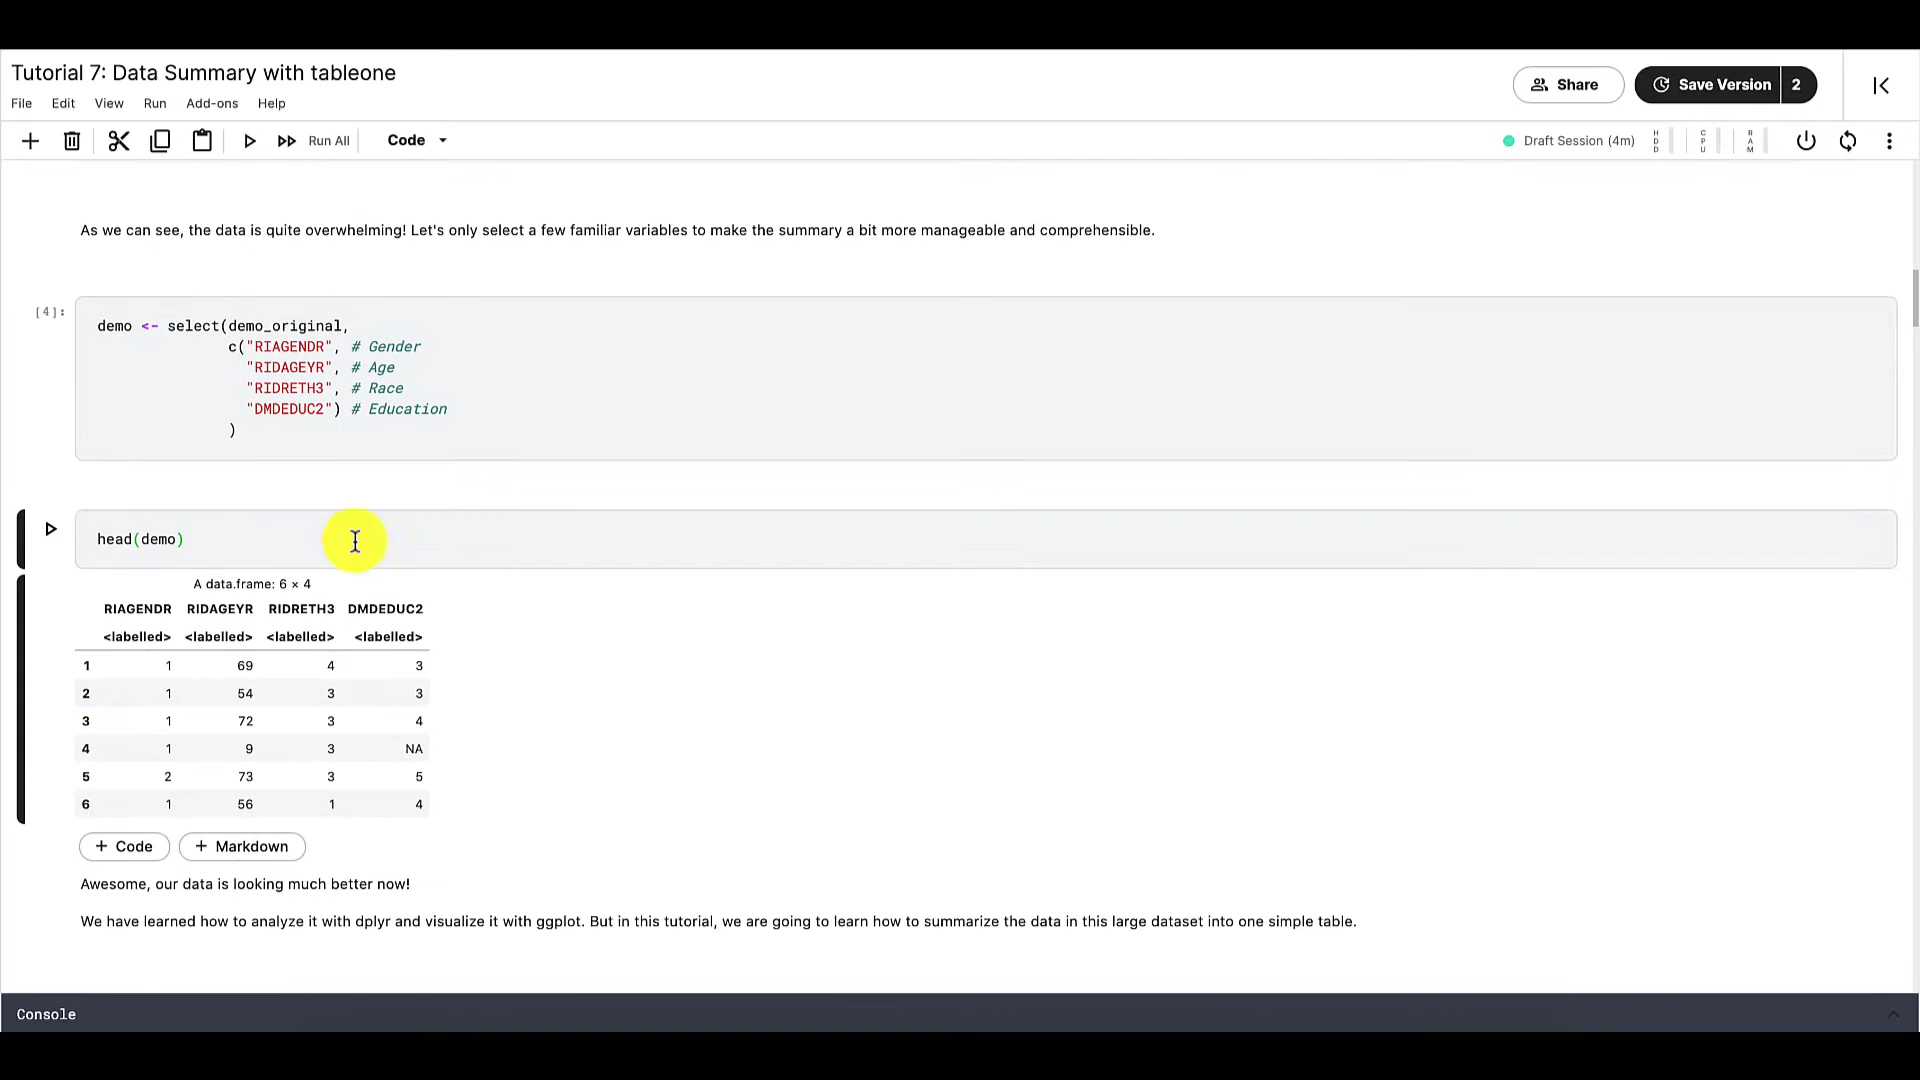 Tutorial 7: Data Summary with tableone
Share
Save Version 2
File Edit View Run Add-ons Help
Run All Code
Draft Session (4m) HDD CPU RAM
As we can see, the data is quite overwhelming! Let's only select a few familiar variables to make the summary a bit more manageable and comprehensible.
[4]:
demo <- select(demo_original,
c("RIAGENDR", # Gender
"RIDAGEYR", # Age
"RIDRETH3", # Race
"DMDEDUC2") # Education
)
head(demo)
A data.frame: 6 × 4
RIAGENDR RIDAGEYR RIDRETH3 DMDEDUC2
<labelled> <labelled> <labelled> <labelled>
1 1 69 4 3
2 1 54 3 3
3 1 72 3 4
4 1 9 3 NA
5 2 73 3 5
6 1 56 1 4
+ Code + Markdown
Awesome, our data is looking much better now!
We have learned how to analyze it with dplyr and visualize it with ggplot. But in this tutorial, we are going to learn how to summarize the data in this large dataset into one simple table.
Console